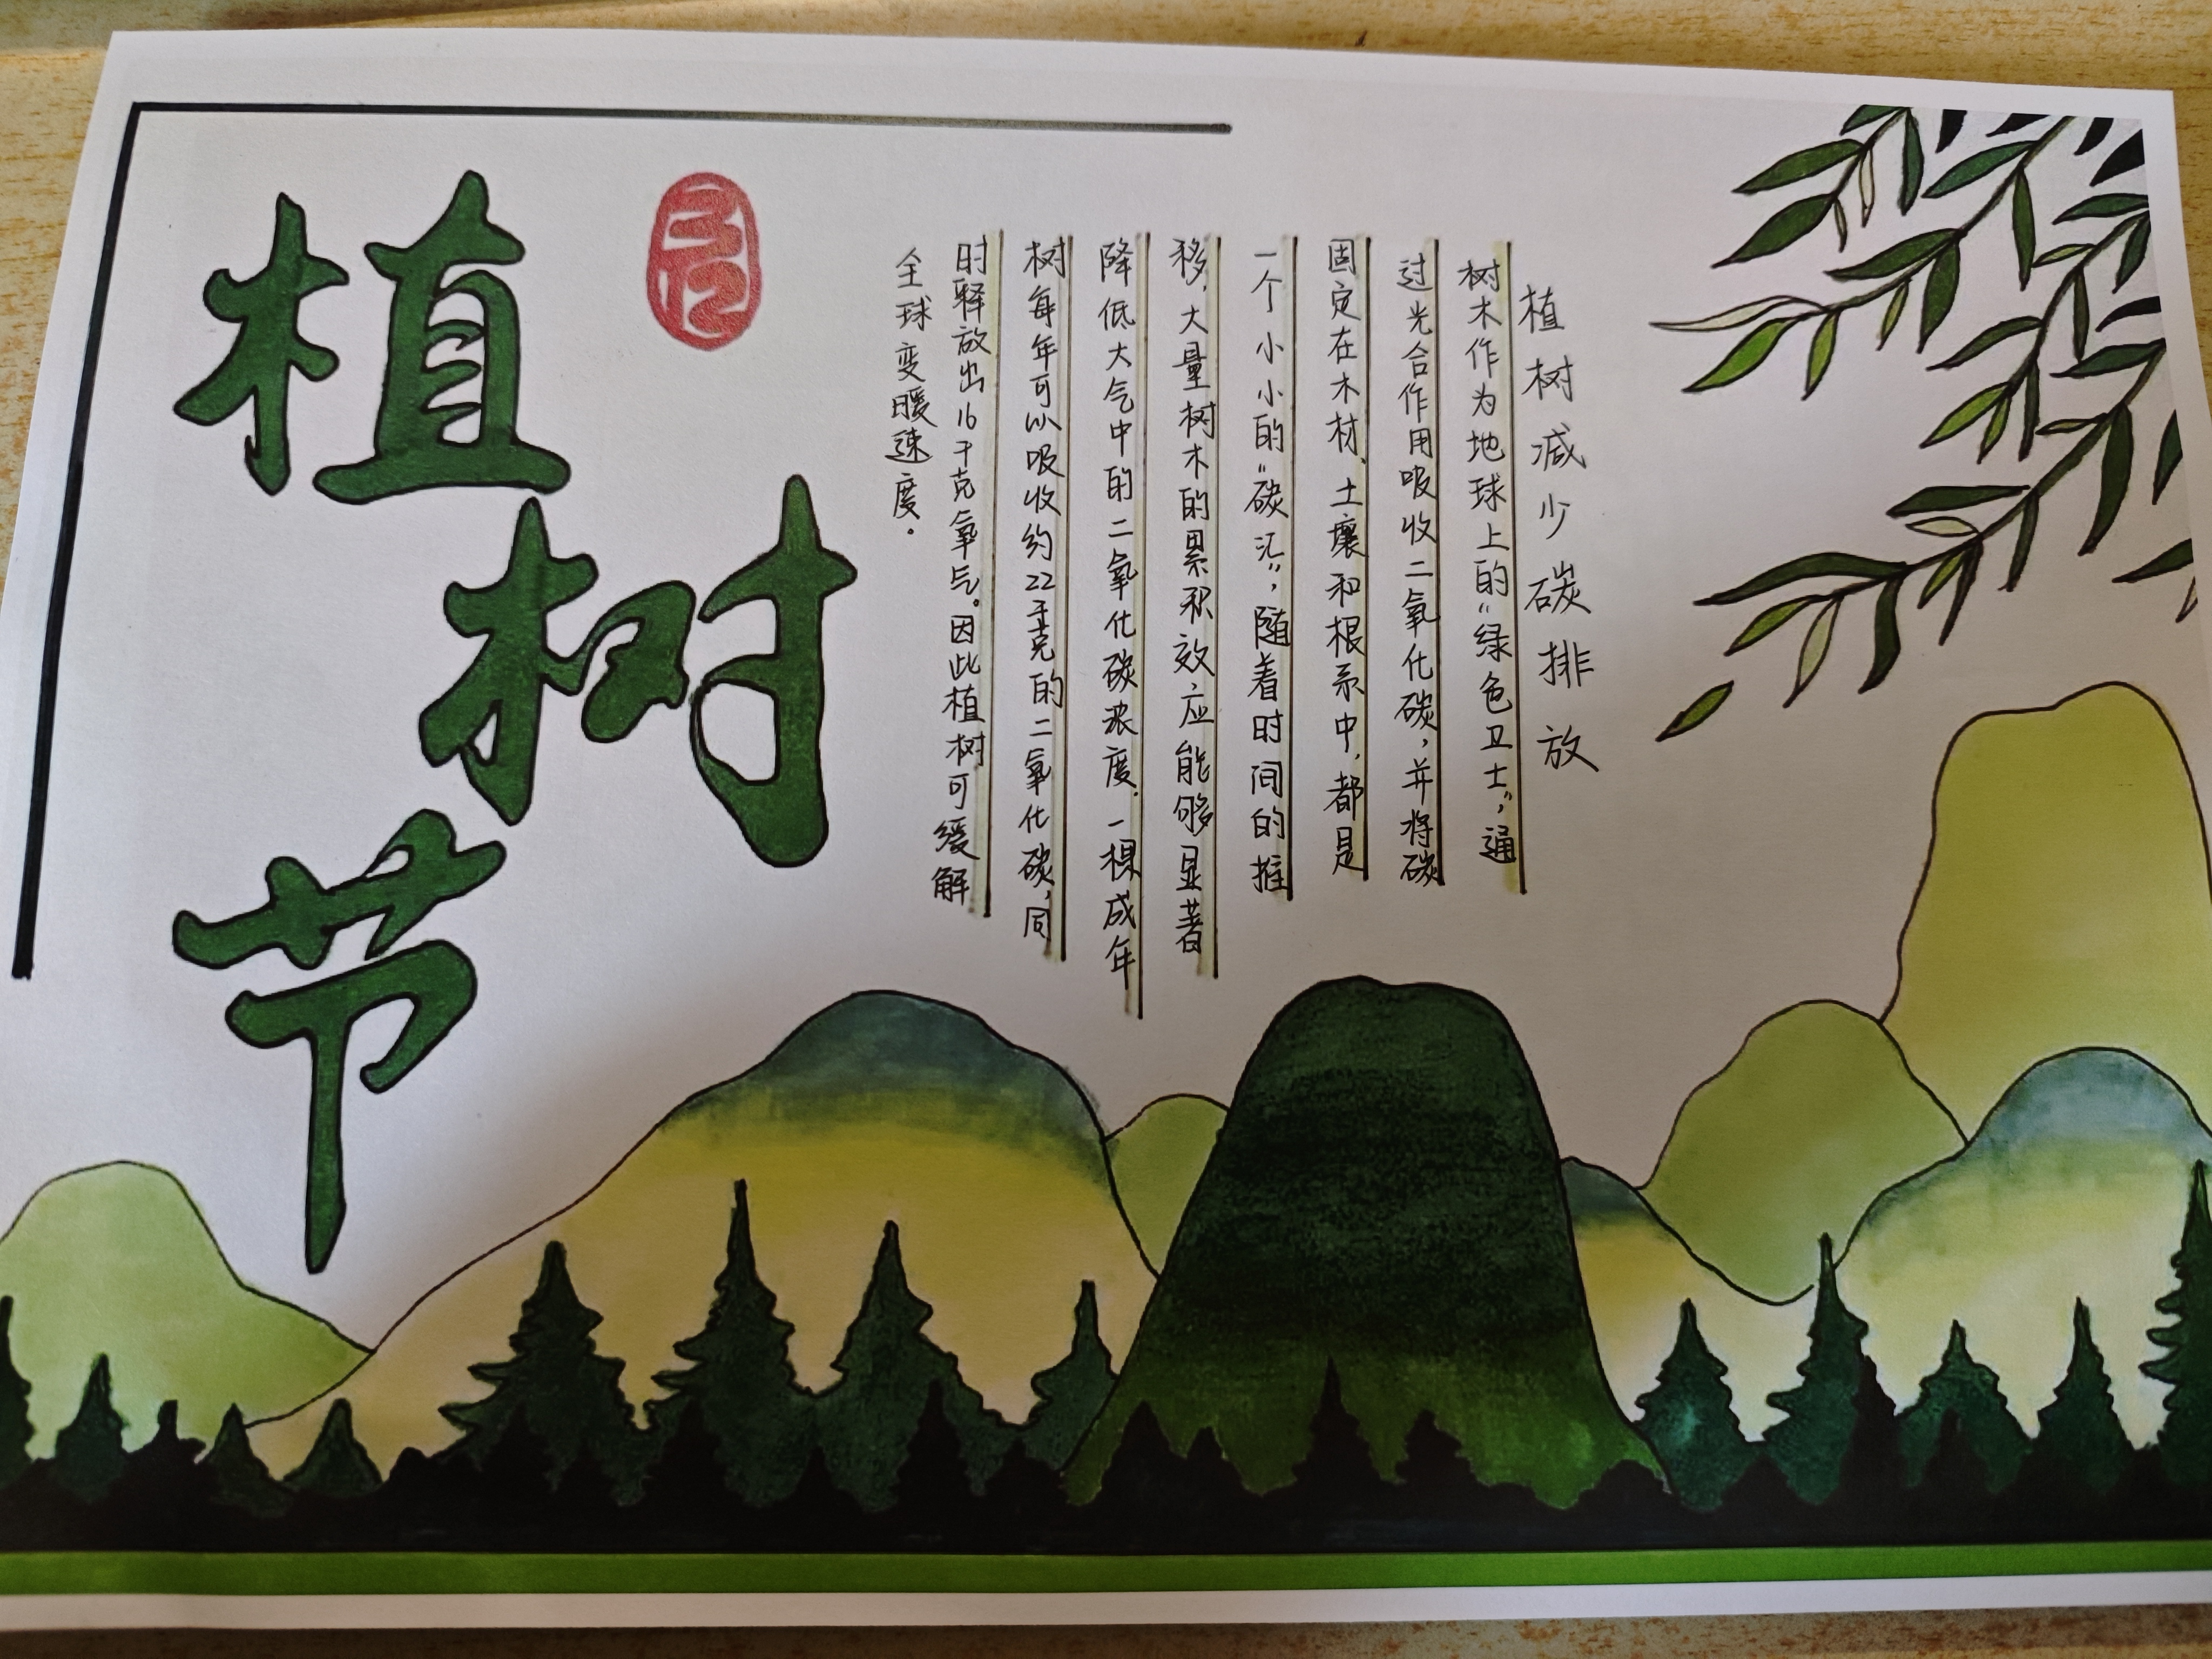 植树节
植树减少碳排放
树木作为地球上的“绿色卫士”,通
过光合作用吸收二氧化碳,并将碳
固定在木材、土壤和根系中,都是
一个小小的“碳汇”,随着时间的推
移,大量树木的累积效应能够显著
降低大气中的二氧化碳浓度.一棵成年
树每年可以吸收约22千克的二氧化碳,同
时释放出16千克氧气。因此植树可缓解
全球变暖速度。